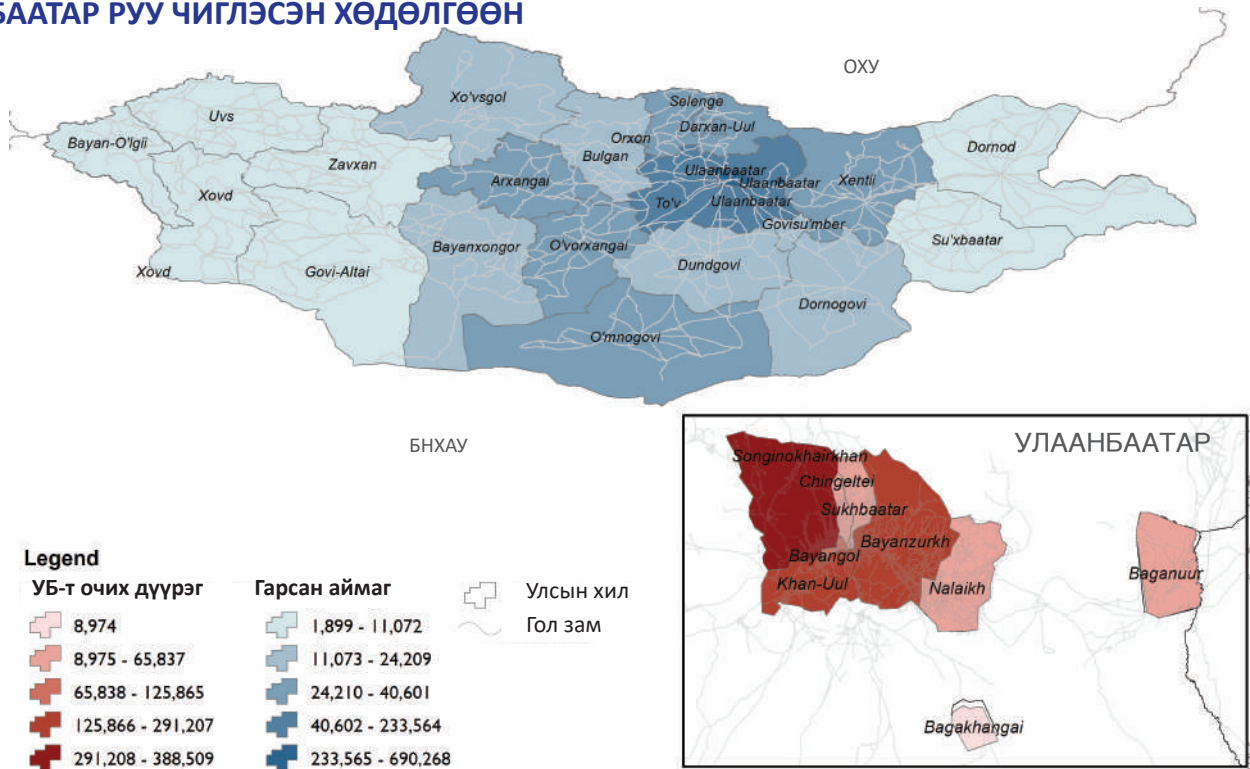 БААТАР РУУ ЧИГЛЭСЭН ХӨДӨЛГӨӨН
ОХУ
Xo'vsgol
Selenge
Uvs
Darxan-Uul
Orxon
Bayan-O'lgii
Bulgan
Dornod
Zavxan
Ulaanbaatar
Arxangai
Ulaanbaatar
Xentii
Xovd
To'v
Ulaanbaatar
Govisu'mber
Su'xbaatar
Bayanxongor
O'vorxangai
Dundgovi
Xovd
Govi-Altai
Dornogovi
O'mnogovi
БНХАУ
УЛААНБААТАР
Songinokhairkhan
Chingeltei
Sukhbaatar
Bayanzurkh
Bayangol
Khan-Uul
Nalaikh
Baganuur
Bagakhangai
Legend
УБ-т очих дүүрэг
8,974
8,975 - 65,837
65,838 - 125,865
125,866 - 291,207
291,208 - 388,509
Гарсан аймаг
1,899 - 11,072
11,073 - 24,209
24,210 - 40,601
40,602 - 233,564
233,565 - 690,268
Улсын хил
Гол зам